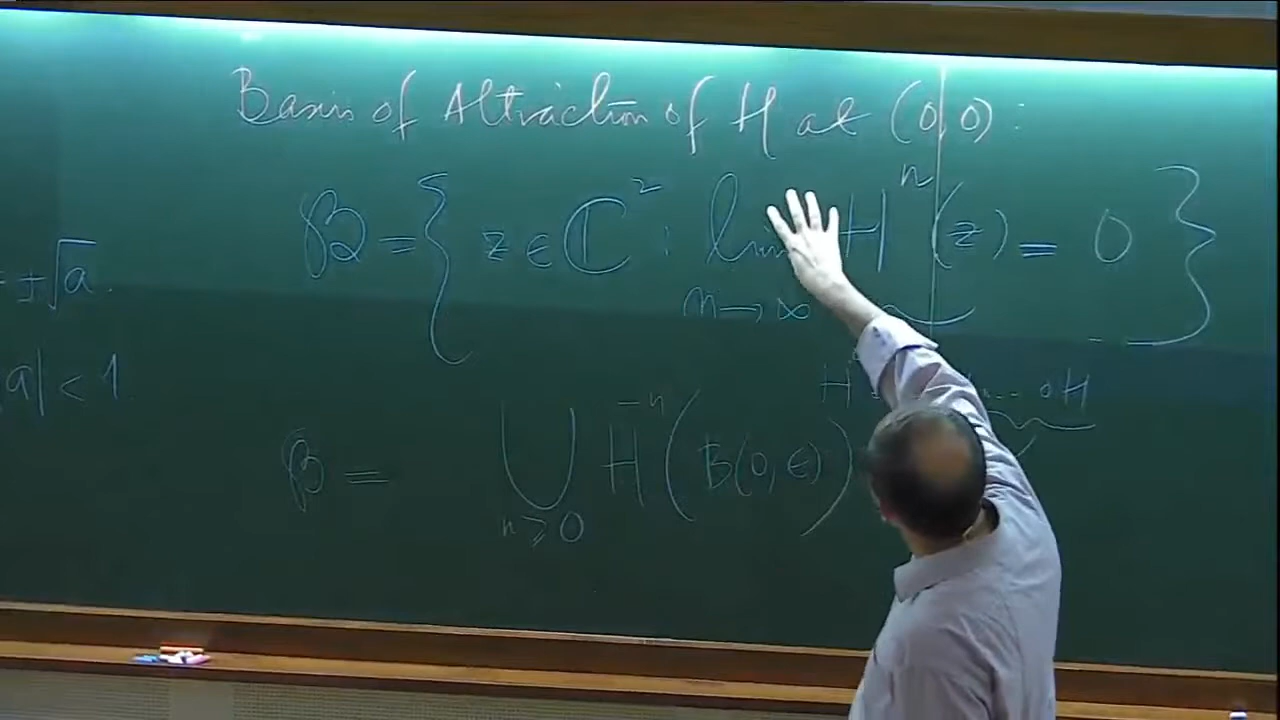 Basin of Attraction of H at (0,0):
ℬ = { z ∈ ℂ² : lim H^n (z) = 0 }
n → ∞
= ±√a.
H ... ∘H
|a| < 1
ℬ = ⋃ H^{-n} (B(0, ε))
n ⩾ 0